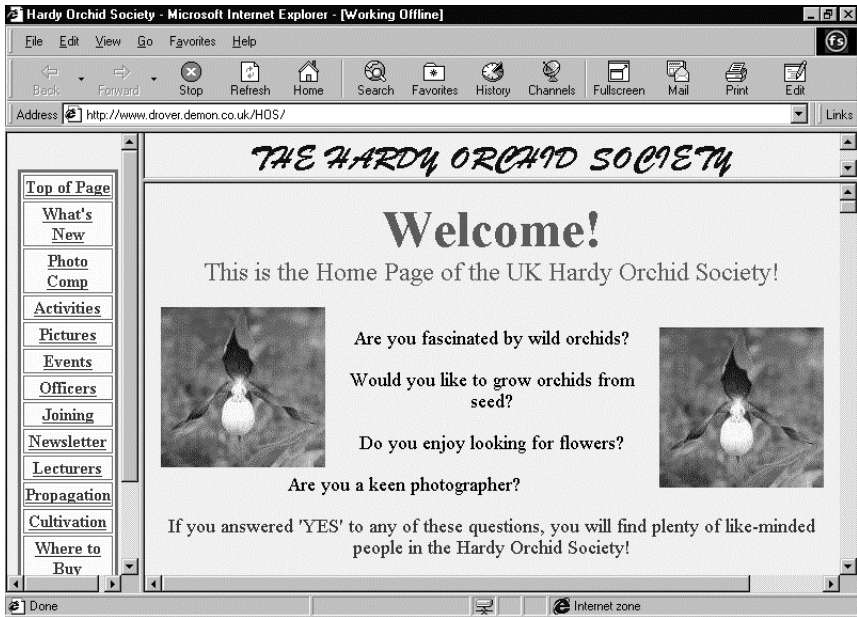 Hardy Orchid Society - Microsoft Internet Explorer - [Working Offline]
File Edit View Go Favorites Help
fs
Back Forward Stop Refresh Home Search Favorites History Channels Fullscreen Mail Print Edit
Address http://www.drover.demon.co.uk/HOS/ Links
THE HARDY ORCHID SOCIETY
Top of Page
What's
New
Photo
Comp
Activities
Pictures
Events
Officers
Joining
Newsletter
Lecturers
Propagation
Cultivation
Where to
Buy
Welcome!
This is the Home Page of the UK Hardy Orchid Society!
Are you fascinated by wild orchids?
Would you like to grow orchids from
seed?
Do you enjoy looking for flowers?
Are you a keen photographer?
If you answered 'YES' to any of these questions, you will find plenty of like-minded
people in the Hardy Orchid Society!
Done Internet zone